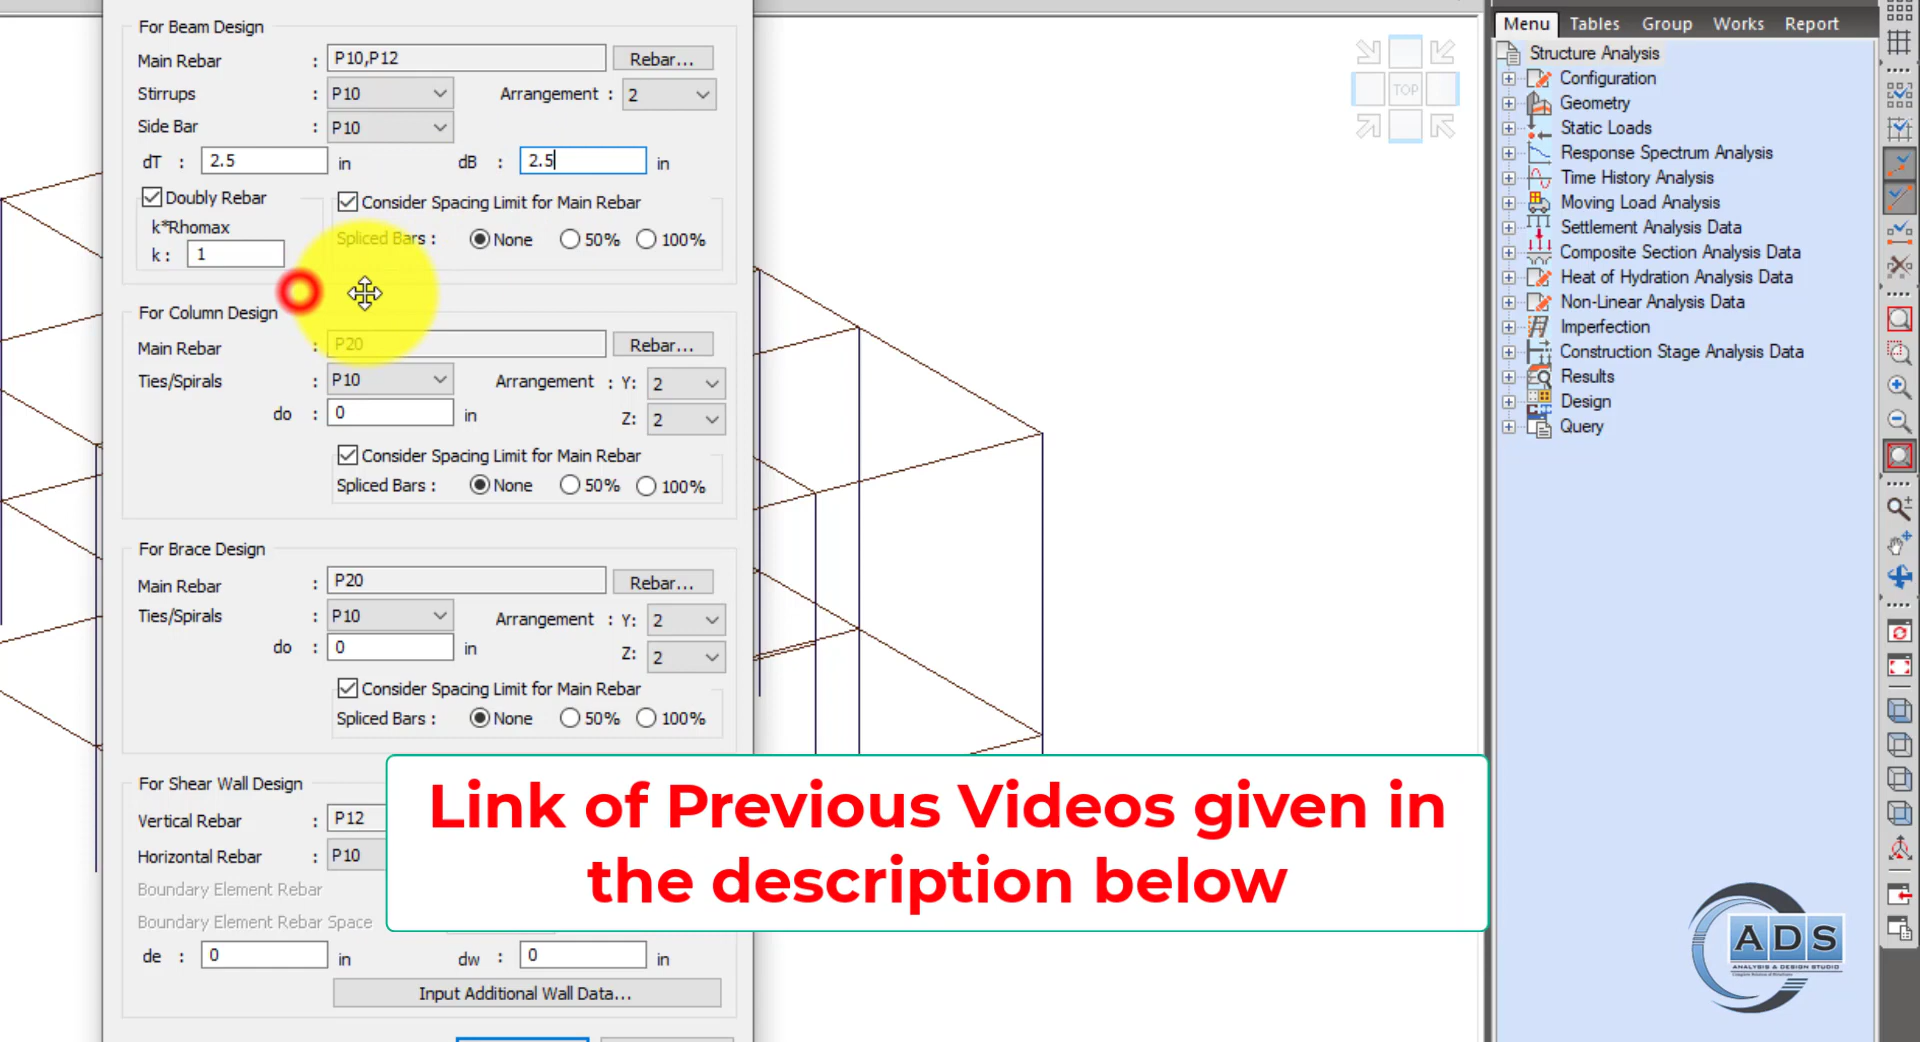 For Beam Design
Main Rebar : P10,P12 Rebar...
Stirrups : P10 Arrangement : 2
Side Bar : P10
dT : 2.5 in dB : 2.5 in
Doubly Rebar
k*Rhomax
k : 1
Consider Spacing Limit for Main Rebar
Spliced Bars : None 50% 100%
For Column Design
Main Rebar : P20 Rebar...
Ties/Spirals : P10 Arrangement : Y: 2
do : 0 in Z: 2
Consider Spacing Limit for Main Rebar
Spliced Bars : None 50% 100%
For Brace Design
Main Rebar : P20 Rebar...
Ties/Spirals : P10 Arrangement : Y: 2
do : 0 in Z: 2
Consider Spacing Limit for Main Rebar
Spliced Bars : None 50% 100%
For Shear Wall Design
Vertical Rebar : P12
Horizontal Rebar : P10
Boundary Element Rebar
Boundary Element Rebar Space
de : 0 in dw : 0 in
Input Additional Wall Data...
Link of Previous Videos given in
the description below
TOP
Menu Tables Group Works Report
Structure Analysis
Configuration
Geometry
Static Loads
Response Spectrum Analysis
Time History Analysis
Moving Load Analysis
Settlement Analysis Data
Composite Section Analysis Data
Heat of Hydration Analysis Data
Non-Linear Analysis Data
Imperfection
Construction Stage Analysis Data
Results
Design
Query
ADS
ANALYSIS & DESIGN STUDIO